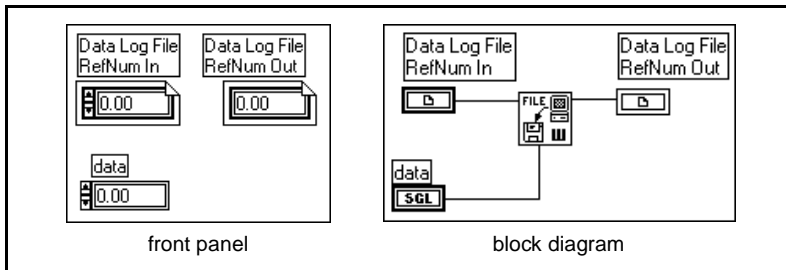 Data Log File
RefNum In
Data Log File
RefNum Out
0.00
0.00
data
0.00
front panel
Data Log File
RefNum In
Data Log File
RefNum Out
FILE
data
SGL
block diagram